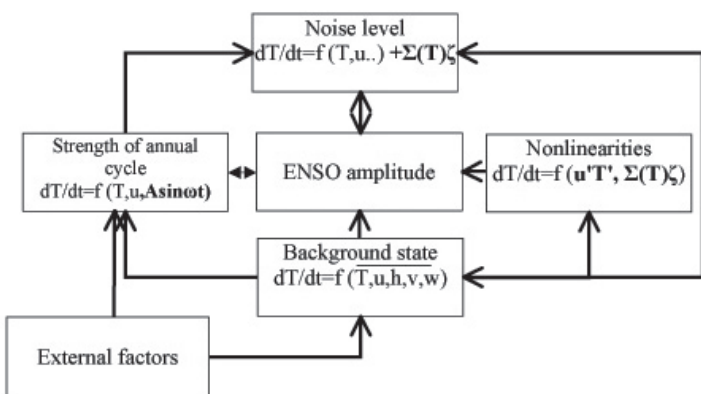 Noise level
dT/dt=f (T,u..) +Σ(T)ζ
Strength of annual
cycle
dT/dt=f (T,u,Asinωt)
ENSO amplitude
Nonlinearities
dT/dt=f (u'T', Σ(T)ζ)
Background state
dT/dt=f (T,u,h,v,w)
External factors